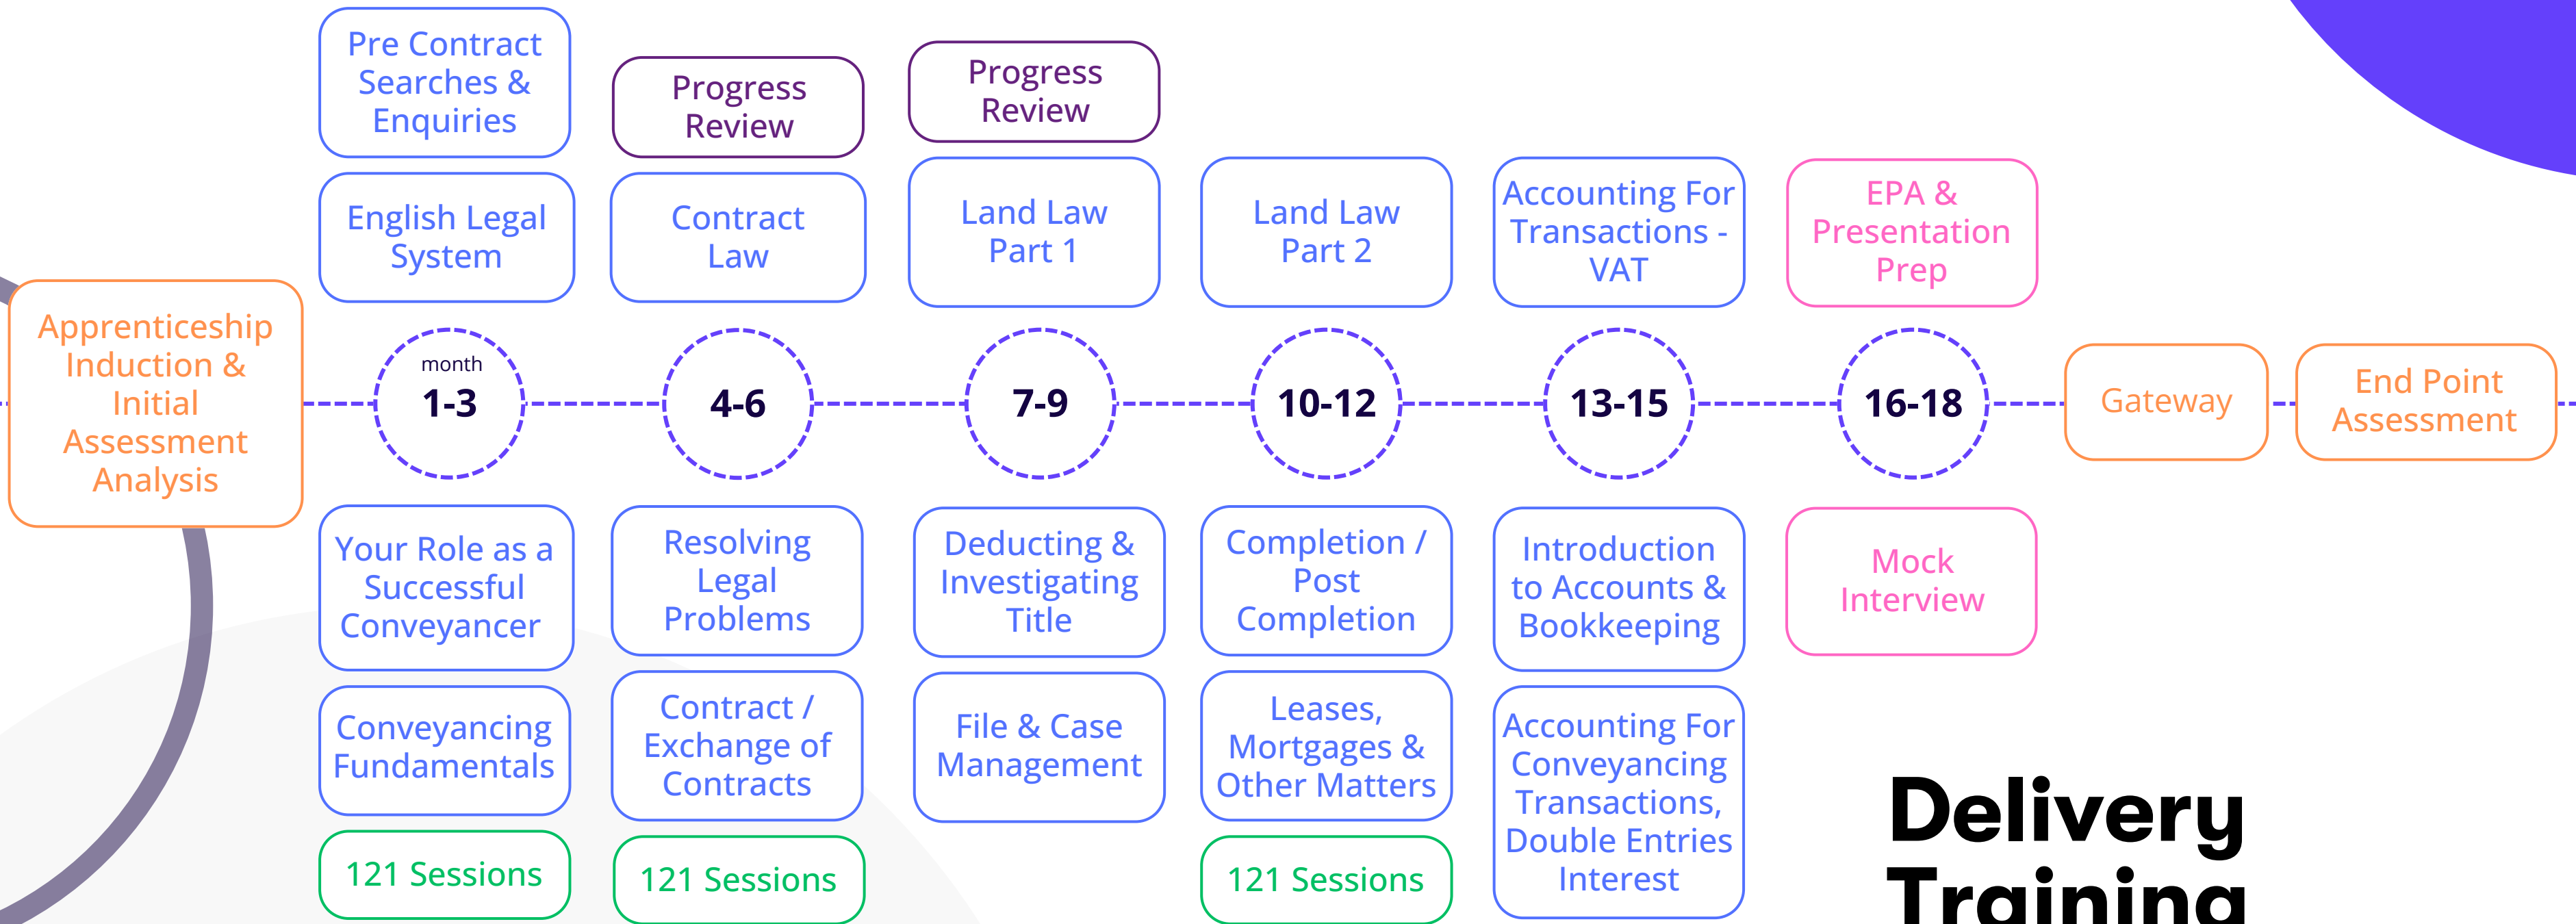 Pre Contract
Searches &
Enquiries
Progress
Review
Progress
Review
English Legal
System
Contract
Law
Land Law
Part 1
Land Law
Part 2
Accounting For
Transactions -
VAT
EPA &
Presentation
Prep
Apprenticeship
Induction &
Initial
Assessment
Analysis
month
1-3
4-6
7-9
10-12
13-15
16-18
Gateway
End Point
Assessment
Your Role as a
Successful
Conveyancer
Resolving
Legal
Problems
Deducting &
Investigating
Title
Completion /
Post
Completion
Introduction
to Accounts &
Bookkeeping
Mock
Interview
Conveyancing
Fundamentals
Contract /
Exchange of
Contracts
File & Case
Management
Leases,
Mortgages &
Other Matters
Accounting For
Conveyancing
Transactions,
Double Entries
Interest
121 Sessions
121 Sessions
121 Sessions
Delivery
Training